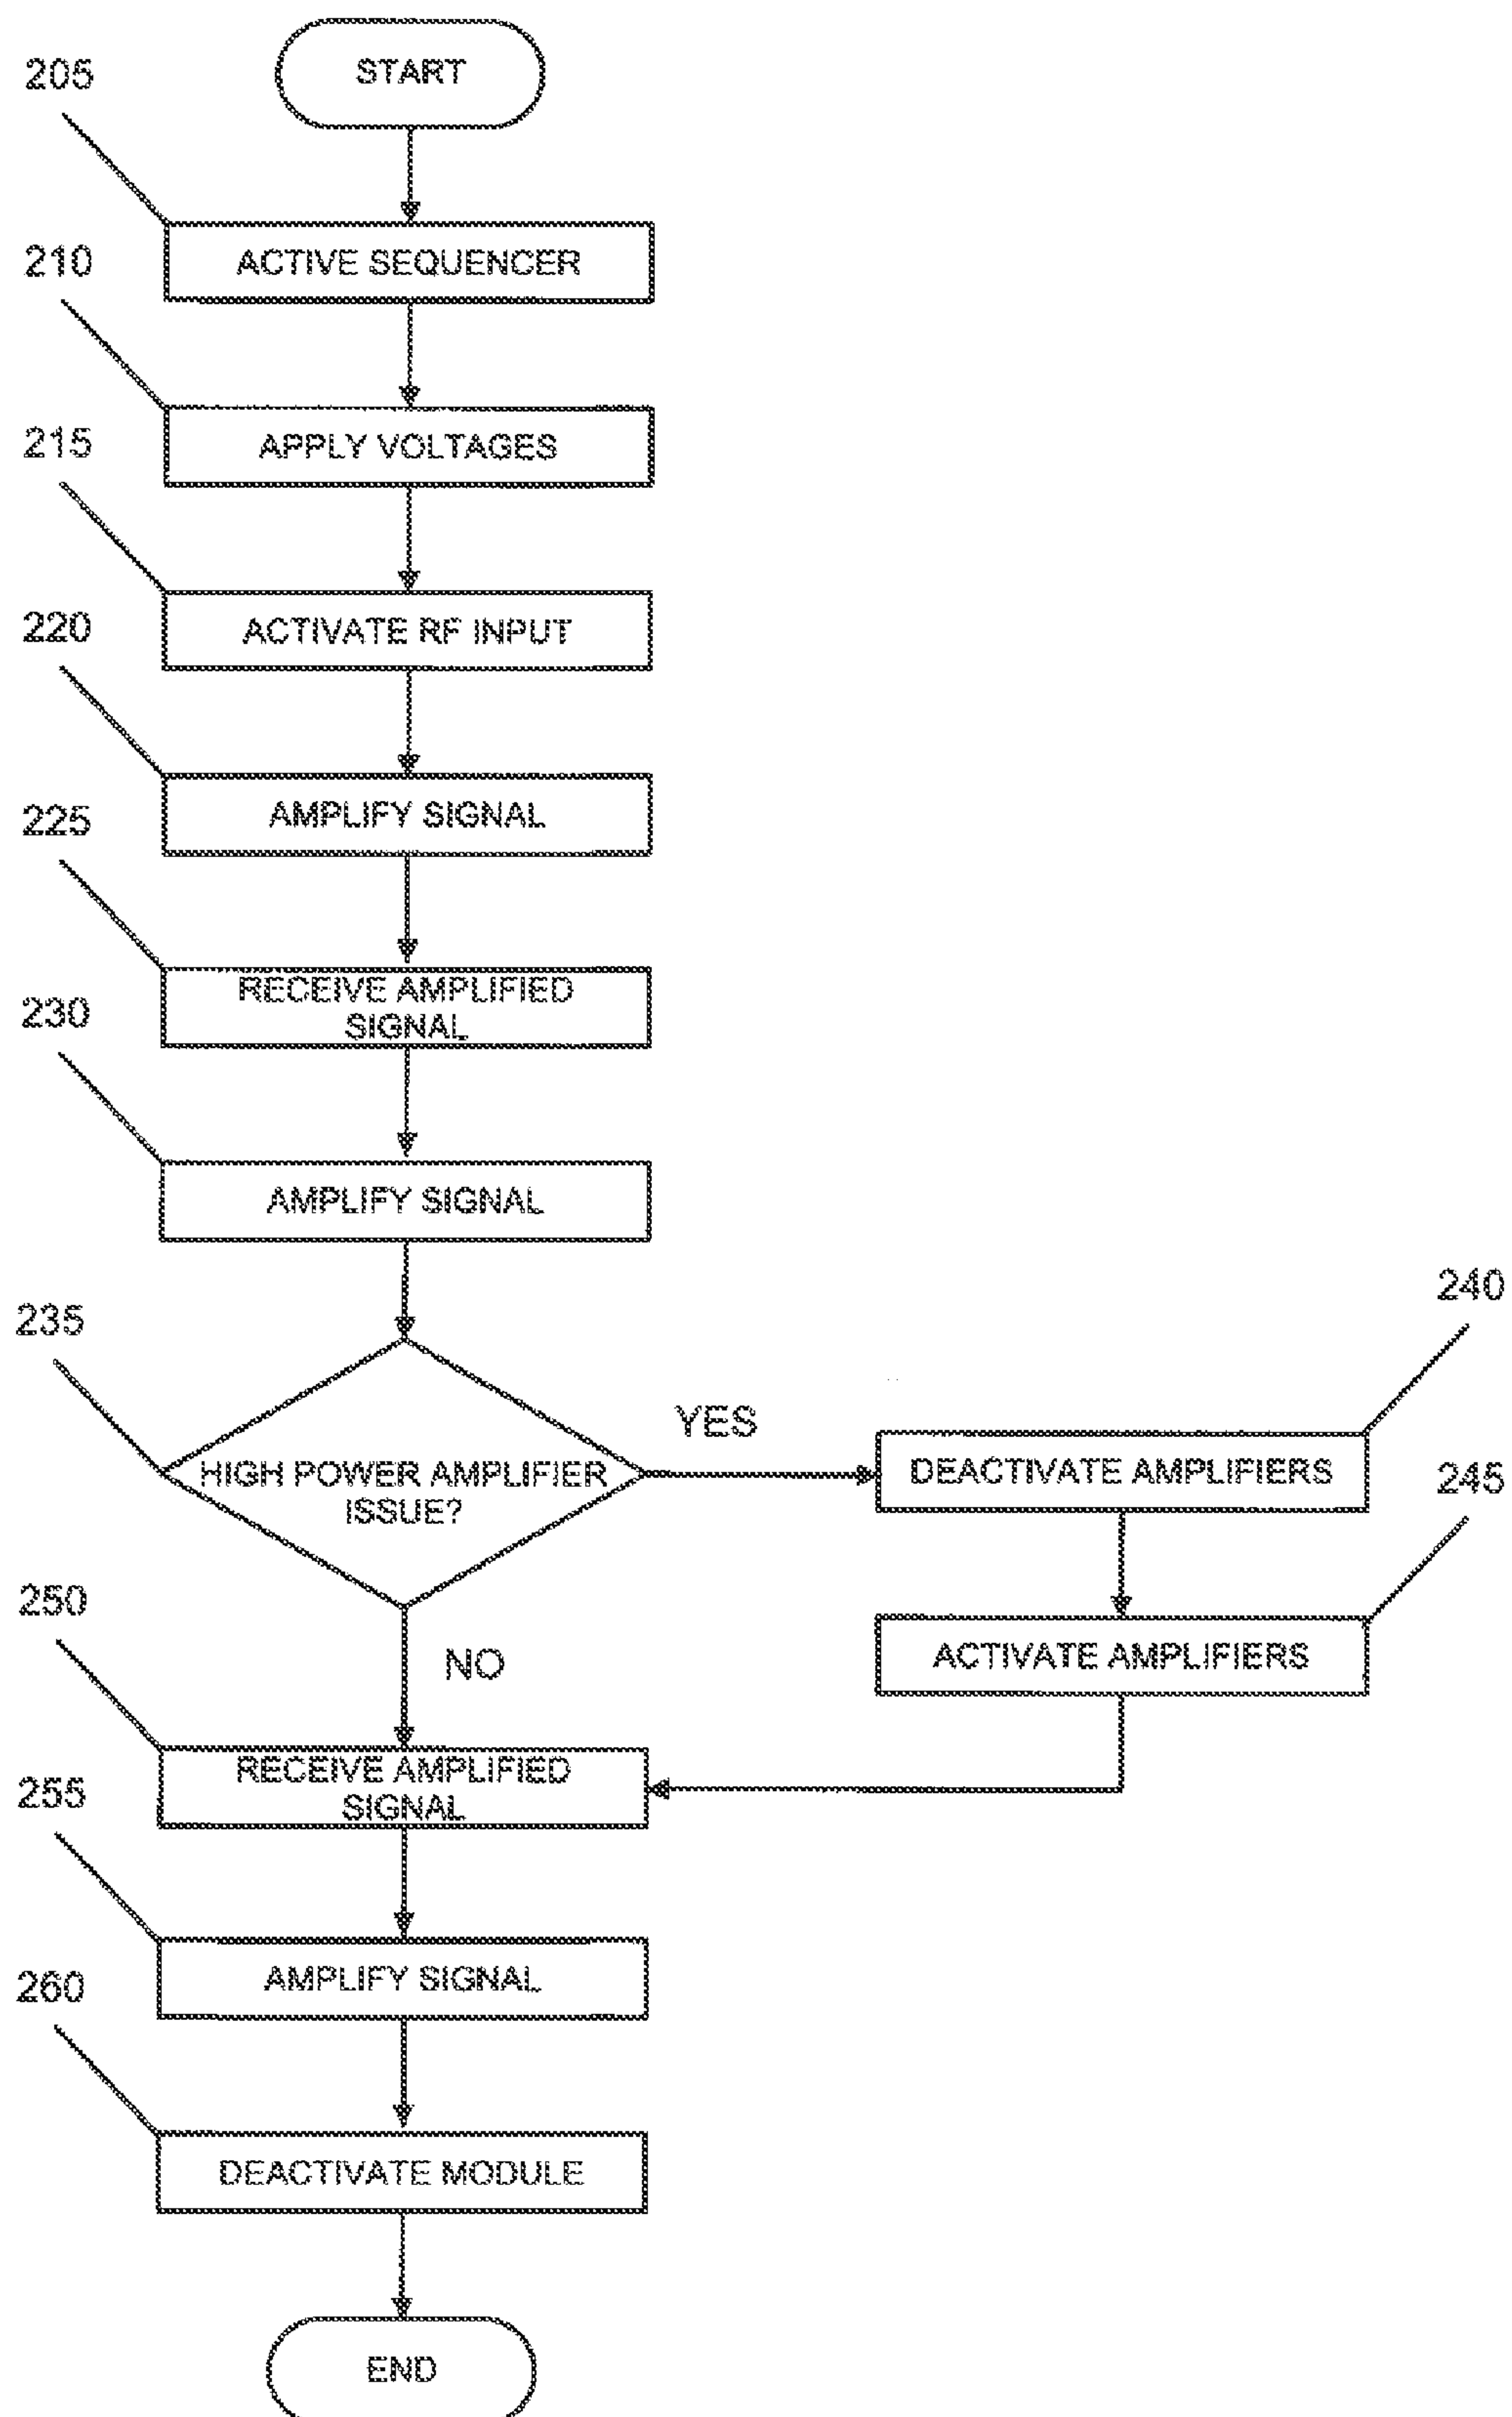 START
205
ACTIVE SEQUENCER
210
APPLY VOLTAGES
215
ACTIVATE RF INPUT
220
AMPLIFY SIGNAL
225
RECEIVE AMPLIFIED
SIGNAL
230
AMPLIFY SIGNAL
235
HIGH POWER AMPLIFIER
ISSUE?
YES
240
DEACTIVATE AMPLIFIERS
245
ACTIVATE AMPLIFIERS
NO
250
RECEIVE AMPLIFIED
SIGNAL
255
AMPLIFY SIGNAL
260
DEACTIVATE MODULE
END